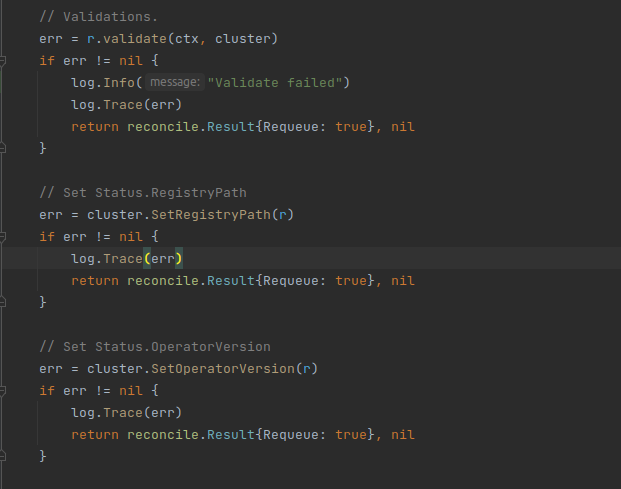 // Validations.
err = r.validate(ctx, cluster)
if err != nil {
log.Info( message: "Validate failed")
log.Trace(err)
return reconcile.Result{Requeue: true}, nil
}
// Set Status.RegistryPath
err = cluster.SetRegistryPath(r)
if err != nil {
log.Trace(err)
return reconcile.Result{Requeue: true}, nil
}
// Set Status.OperatorVersion
err = cluster.SetOperatorVersion(r)
if err != nil {
log.Trace(err)
return reconcile.Result{Requeue: true}, nil
}